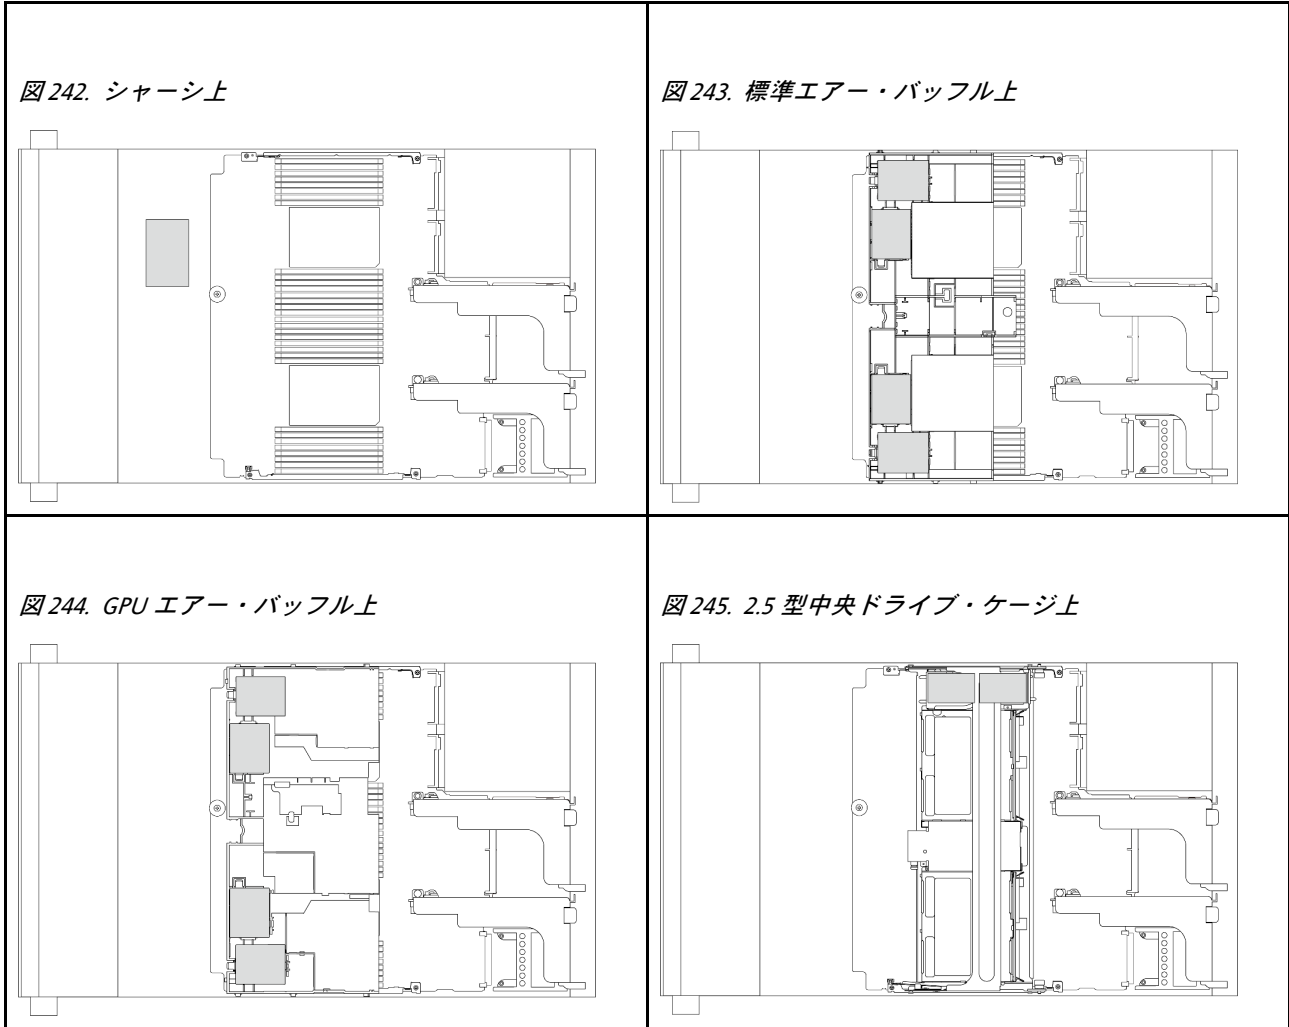 図 242. シャーシ上
図 243. 標準エアー・バッフル上
図 244. GPU エアー・バッフル上
図 245. 2.5 型中央ドライブ・ケージ上